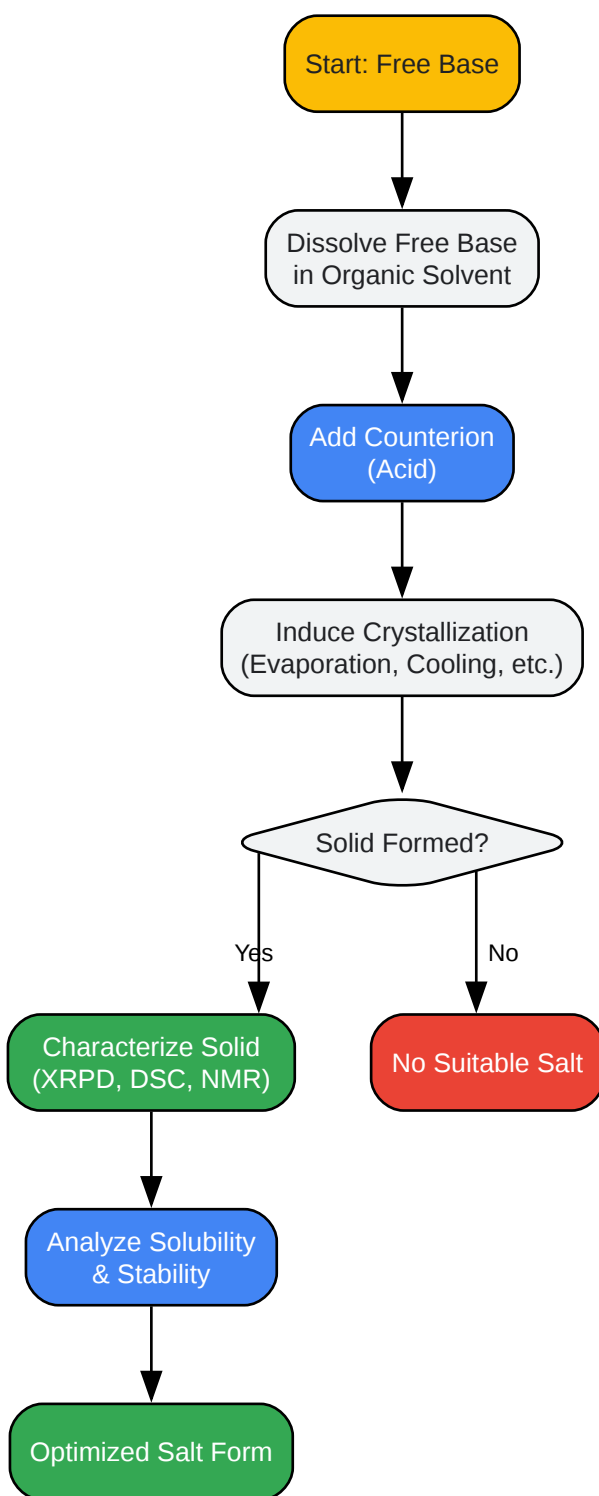 Start: Free Base
Dissolve Free Base
in Organic Solvent
Add Counterion
(Acid)
Induce Crystallization
(Evaporation, Cooling, etc.)
Solid Formed?
Yes
No
Characterize Solid
(XRPD, DSC, NMR)
No Suitable Salt
Analyze Solubility
& Stability
Optimized Salt Form